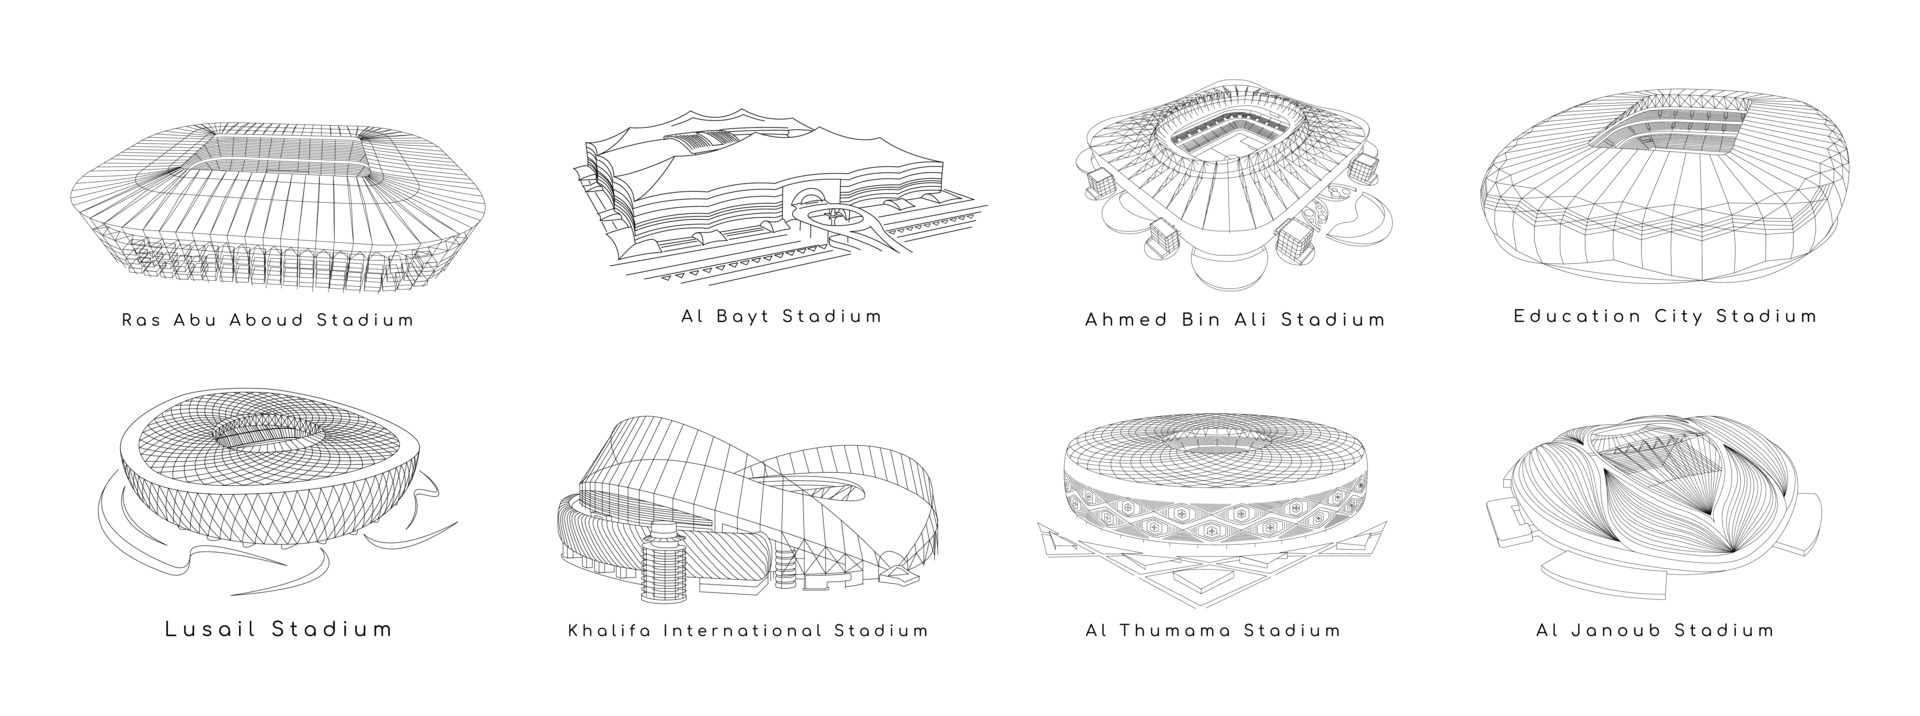 Ras Abu Aboud Stadium
Al Bayt Stadium
Ahmed Bin Ali Stadium
Education City Stadium
Lusail Stadium
Khalifa International Stadium
Al Thumama Stadium
Al Janoub Stadium